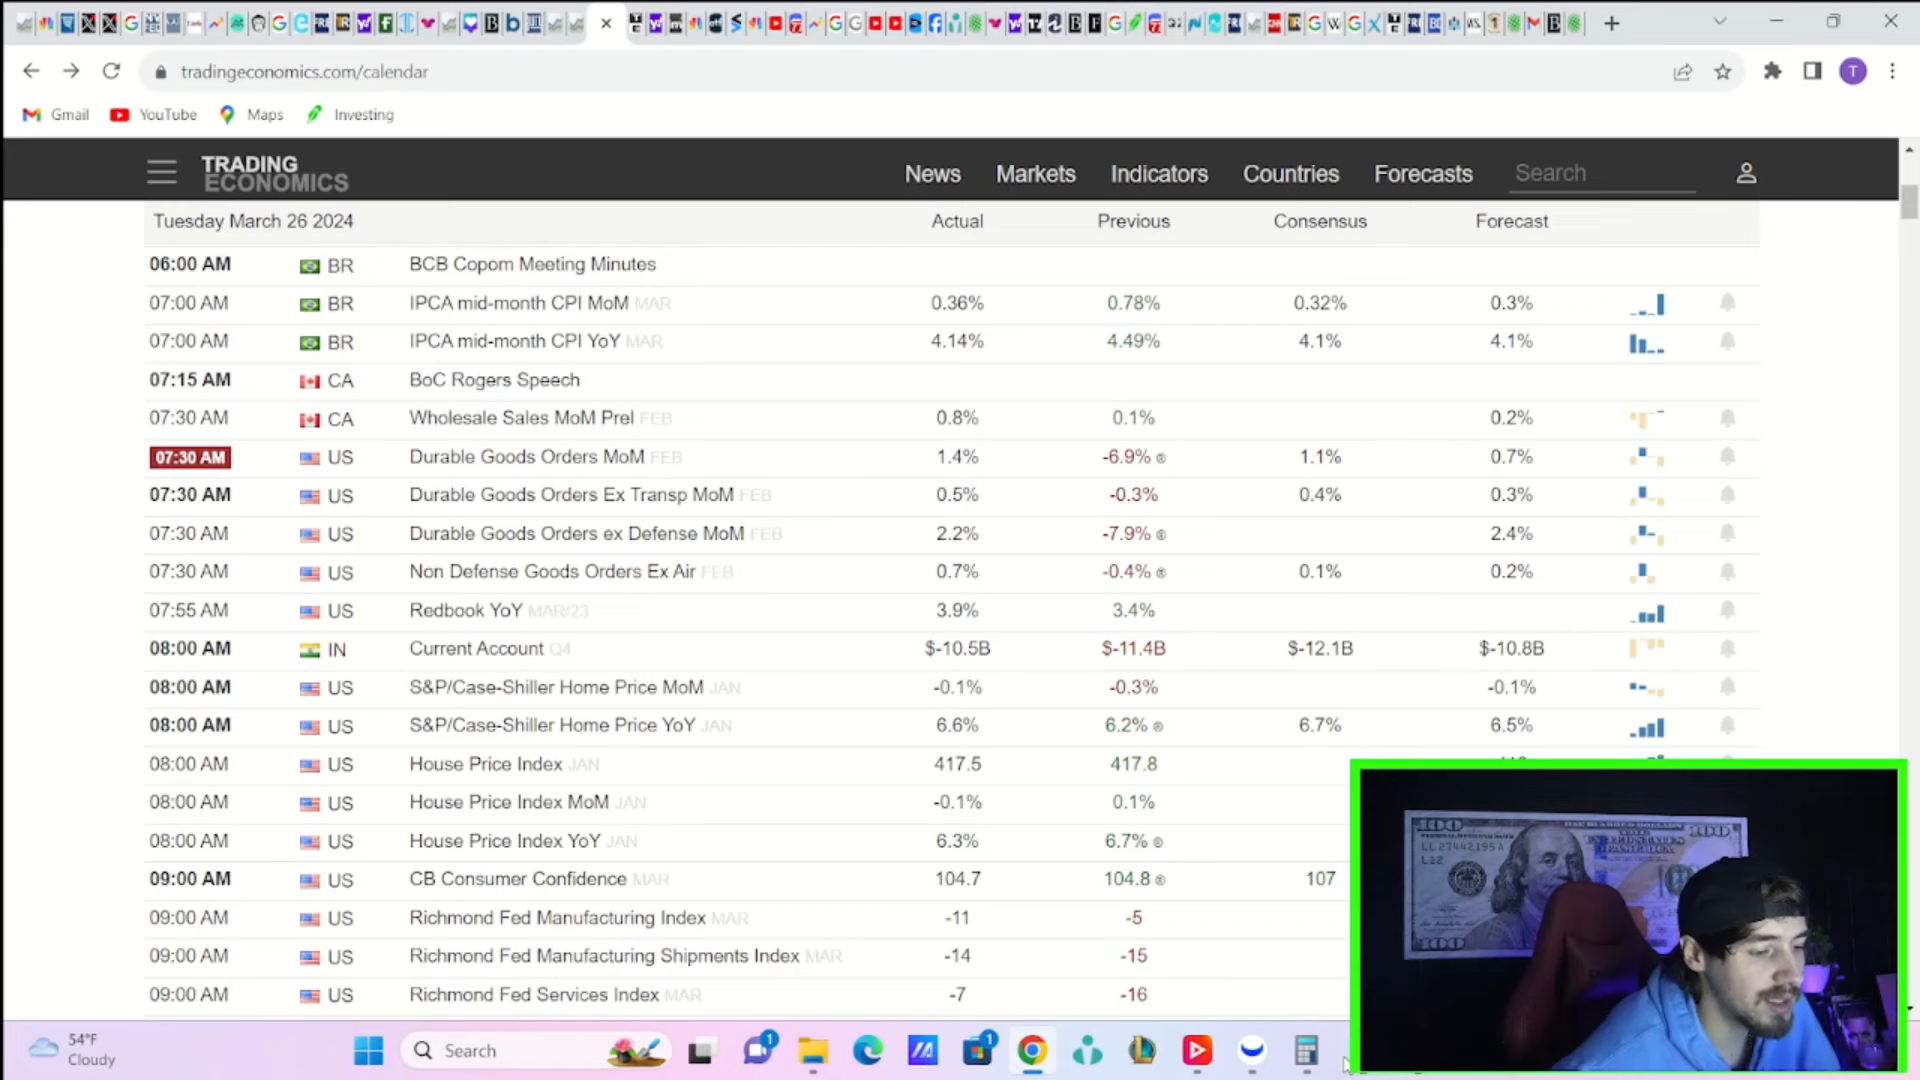 tradingeconomics.com/calendar
T
Gmail YouTube Maps Investing
TRADING ECONOMICS News Markets Indicators Countries Forecasts Search
Tuesday March 26 2024 Actual Previous Consensus Forecast
06:00 AM BR BCB Copom Meeting Minutes
07:00 AM BR IPCA mid-month CPI MoM MAR 0.36% 0.78% 0.32% 0.3%
07:00 AM BR IPCA mid-month CPI YoY MAR 4.14% 4.49% 4.1% 4.1%
07:15 AM CA BoC Rogers Speech
07:30 AM CA Wholesale Sales MoM Prel FEB 0.8% 0.1% 0.2%
07:30 AM US Durable Goods Orders MoM FEB 1.4% -6.9% ® 1.1% 0.7%
07:30 AM US Durable Goods Orders Ex Transp MoM FEB 0.5% -0.3% 0.4% 0.3%
07:30 AM US Durable Goods Orders ex Defense MoM FEB 2.2% -7.9% ® 2.4%
07:30 AM US Non Defense Goods Orders Ex Air FEB 0.7% -0.4% ® 0.1% 0.2%
07:55 AM US Redbook YoY MAR/23 3.9% 3.4%
08:00 AM IN Current Account Q4 $-10.5B $-11.4B $-12.1B $-10.8B
08:00 AM US S&P/Case-Shiller Home Price MoM JAN -0.1% -0.3% -0.1%
08:00 AM US S&P/Case-Shiller Home Price YoY JAN 6.6% 6.2% ® 6.7% 6.5%
08:00 AM US House Price Index JAN 417.5 417.8
08:00 AM US House Price Index MoM JAN -0.1% 0.1%
08:00 AM US House Price Index YoY JAN 6.3% 6.7% ®
09:00 AM US CB Consumer Confidence MAR 104.7 104.8 ® 107
09:00 AM US Richmond Fed Manufacturing Index MAR -11 -5
09:00 AM US Richmond Fed Manufacturing Shipments Index MAR -14 -15
09:00 AM US Richmond Fed Services Index MAR -7 -16
100 100
LL 27442195 A
L12
100
54°F
Cloudy
Search
1
1